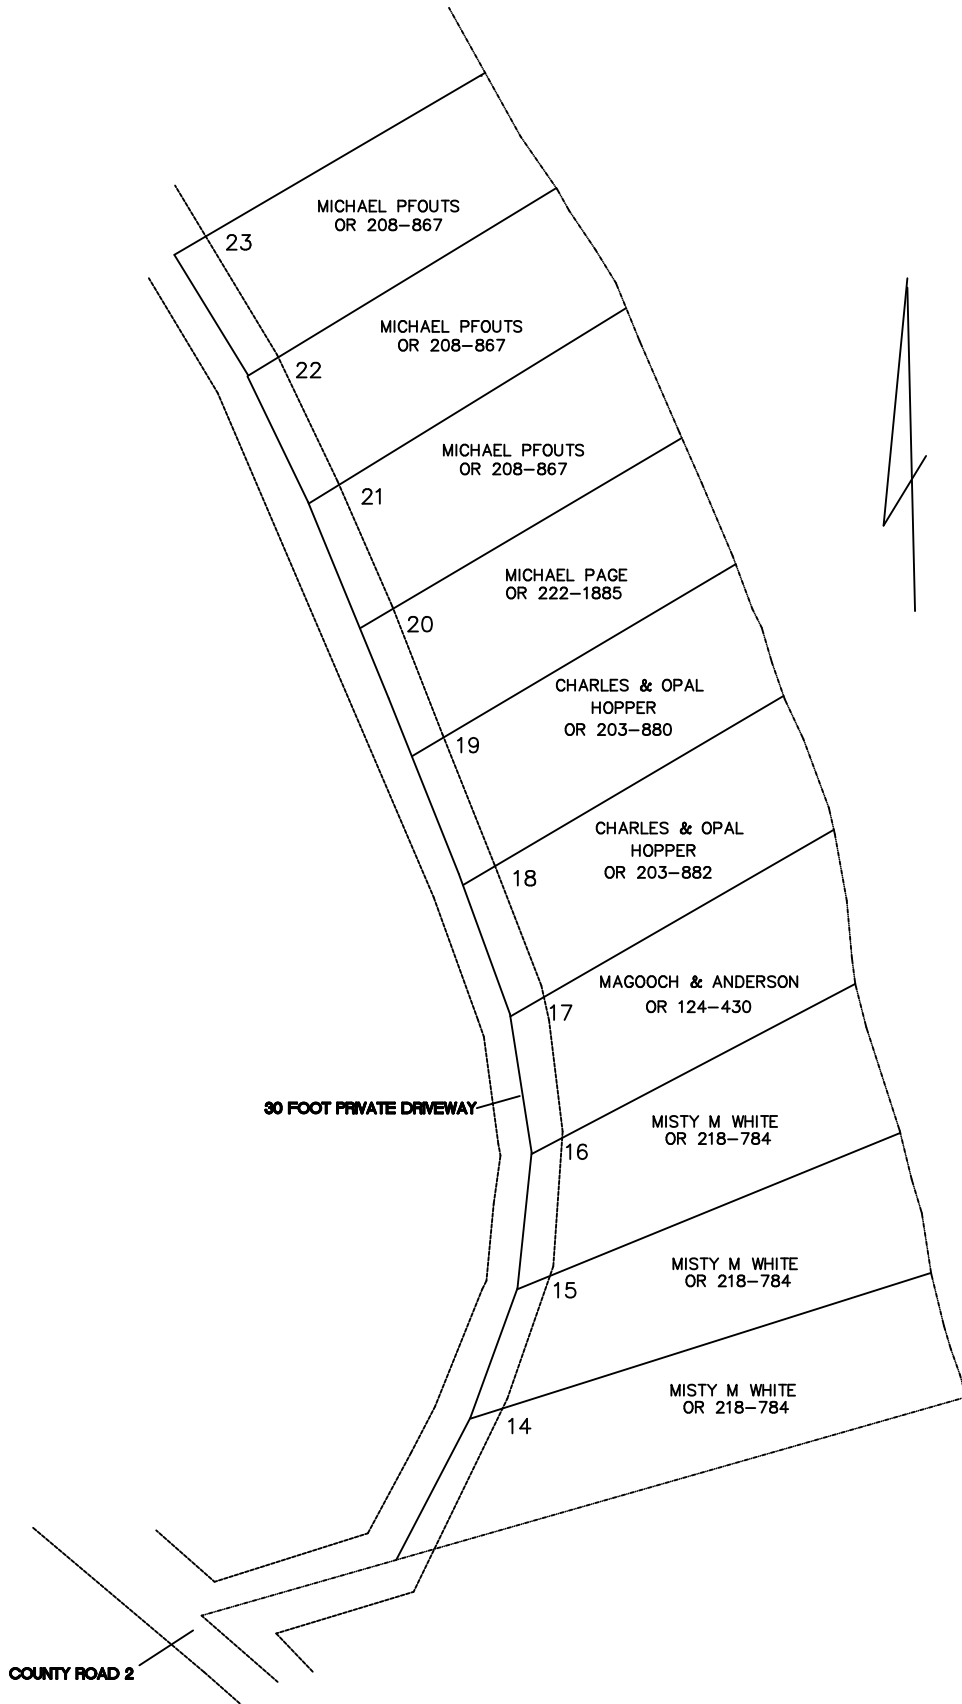 MICHAEL PFOUTS
OR 208-867
23
MICHAEL PFOUTS
OR 208-867
22
MICHAEL PFOUTS
OR 208-867
21
MICHAEL PAGE
OR 222-1885
20
CHARLES & OPAL
HOPPER
OR 203-880
19
CHARLES & OPAL
HOPPER
OR 203-882
18
MAGOOCH & ANDERSON
OR 124-430
17
30 FOOT PRIVATE DRIVEWAY
MISTY M WHITE
OR 218-784
16
MISTY M WHITE
OR 218-784
15
MISTY M WHITE
OR 218-784
14
COUNTY ROAD 2